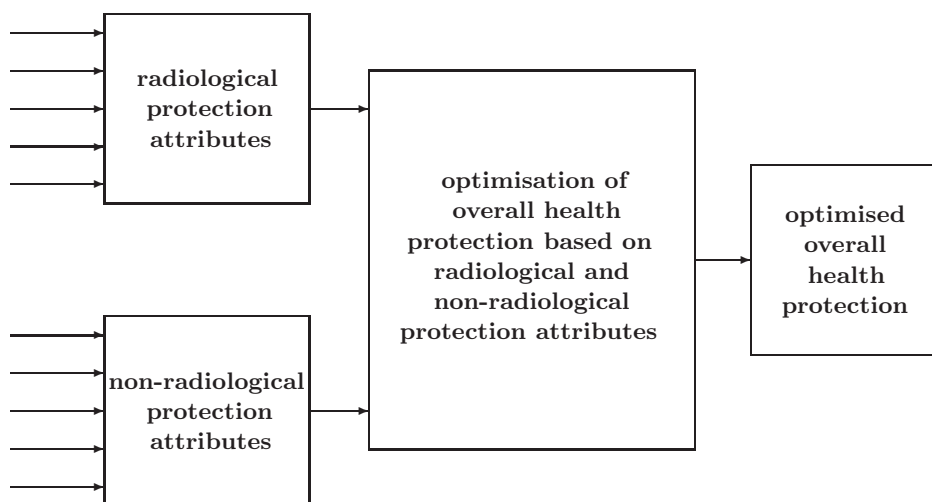 radiological
protection
attributes
optimisation of
overall health
protection based on
radiological and
non-radiological
protection attributes
optimised
overall
health
protection
non-radiological
protection
attributes